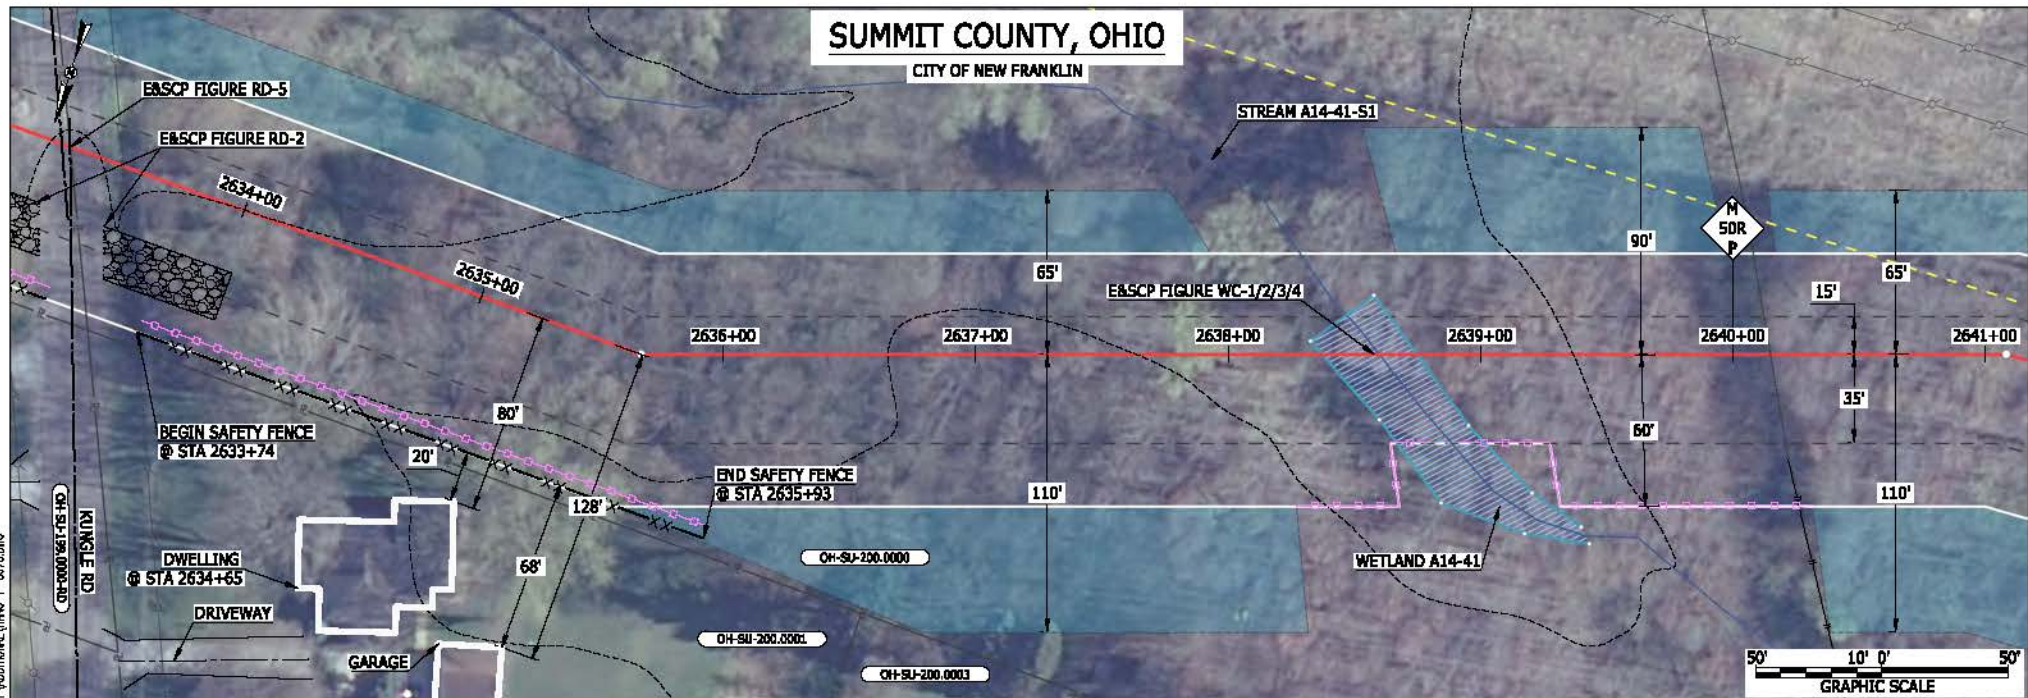 SUMMIT COUNTY, OHIO
CITY OF NEW FRANKLIN
E&SCP FIGURE RD-5
E&SCP FIGURE RD-2
STREAM A14-41-S1
2634+00
2635+00
M
50R
P
90'
65'
65'
15'
E&SCP FIGURE WC-1/2/3/4
2636+00
2637+00
2638+00
2639+00
2640+00
2641+00
80'
35'
60'
BEGIN SAFETY FENCE
@ STA 2633+74
20'
END SAFETY FENCE
@ STA 2635+93
110'
110'
128'
KUNGLE RD
OH-SU-199.0000-RD
DWELLING
@ STA 2634+65
68'
OH-SU-200.0000
WETLAND A14-41
DRIVEWAY
OH-SU-200.0001
GARAGE
OH-SU-200.0003
50' 10' 0' 50'
GRAPHIC SCALE